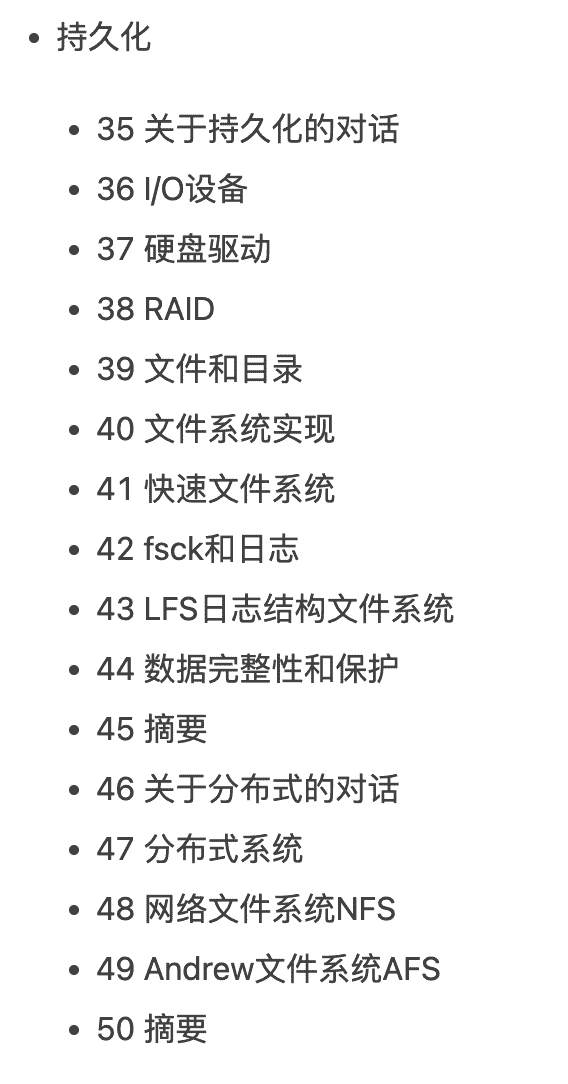 持久化
35 关于持久化的对话
36 I/O设备
37 硬盘驱动
38 RAID
39 文件和目录
40 文件系统实现
41 快速文件系统
42 fsck和日志
43 LFS日志结构文件系统
44 数据完整性和保护
45 摘要
46 关于分布式的对话
47 分布式系统
48 网络文件系统NFS
49 Andrew文件系统AFS
50 摘要